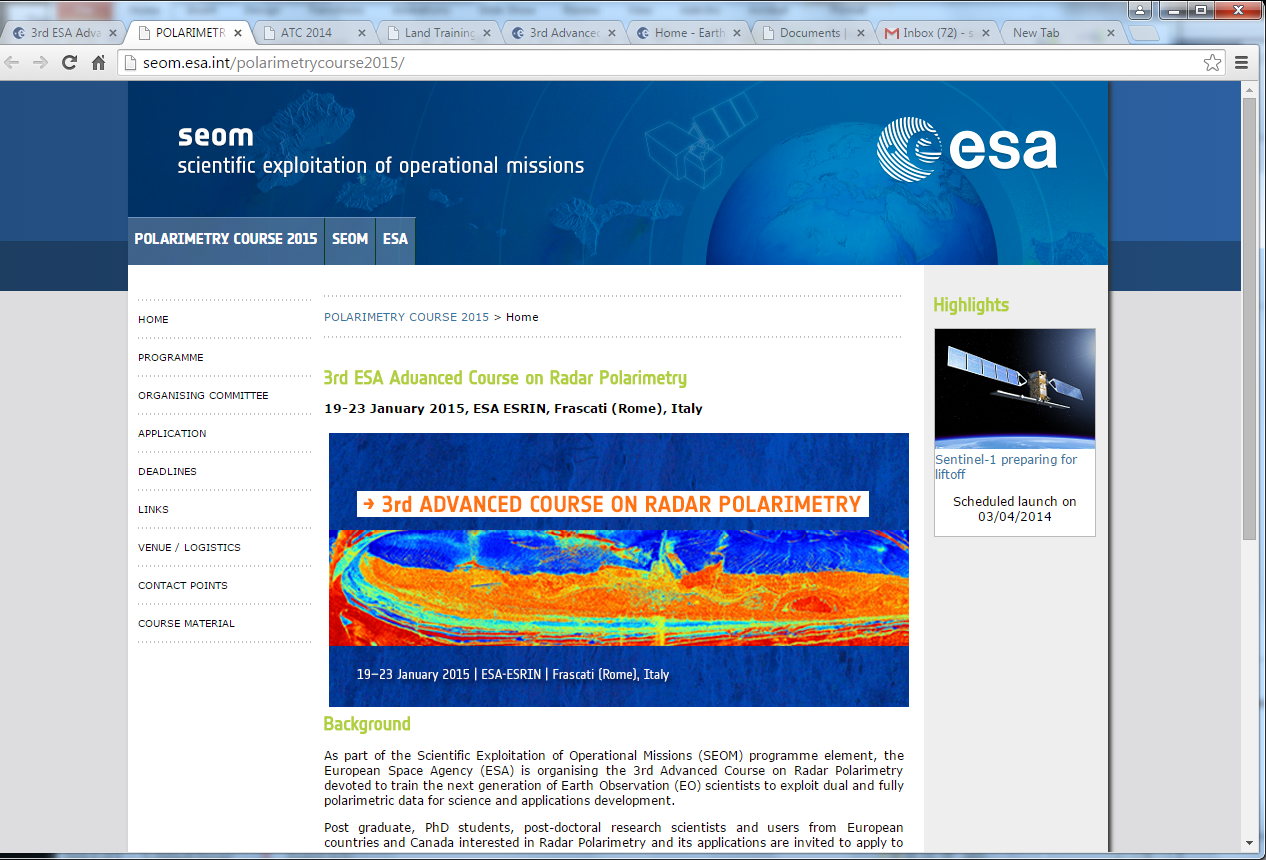 3rd ESA Adva
POLARIMETR
ATC 2014
Land Training
3rd Advanced
Home - Earth
Documents |
Inbox (72) - s
New Tab
seom.esa.int/polarimetrycourse2015/
seom
scientific exploitation of operational missions
esa
POLARIMETRY COURSE 2015
SEOM
ESA
HOME
PROGRAMME
ORGANISING COMMITTEE
APPLICATION
DEADLINES
LINKS
VENUE / LOGISTICS
CONTACT POINTS
COURSE MATERIAL
POLARIMETRY COURSE 2015 > Home
3rd ESA Advanced Course on Radar Polarimetry
19-23 January 2015, ESA ESRIN, Frascati (Rome), Italy
→ 3rd ADVANCED COURSE ON RADAR POLARIMETRY
19–23 January 2015 | ESA-ESRIN | Frascati (Rome), Italy
Background
As part of the Scientific Exploitation of Operational Missions (SEOM) programme element, the
European Space Agency (ESA) is organising the 3rd Advanced Course on Radar Polarimetry
devoted to train the next generation of Earth Observation (EO) scientists to exploit dual and fully
polarimetric data for science and applications development.
Post graduate, PhD students, post-doctoral research scientists and users from European
countries and Canada interested in Radar Polarimetry and its applications are invited to apply to
Highlights
Sentinel-1 preparing for
liftoff
Scheduled launch on
03/04/2014